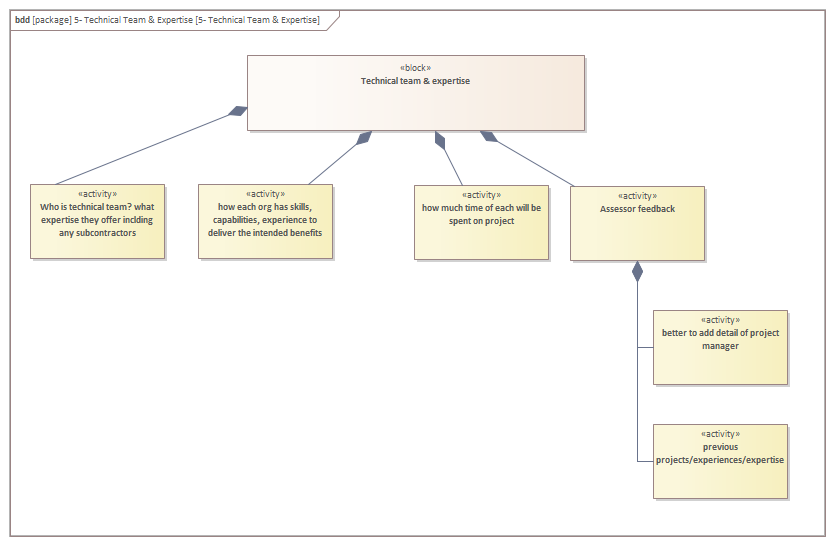 bdd [package] 5- Technical Team & Expertise [5- Technical Team & Expertise]
«block»
Technical team & expertise
«activity»
Who is technical team? what
expertise they offer inclding
any subcontractors
«activity»
how each org has skills,
capabilities, experience to
deliver the intended benefits
«activity»
how much time of each will be
spent on project
«activity»
Assessor feedback
«activity»
better to add detail of project
manager
«activity»
previous
projects/experiences/expertise